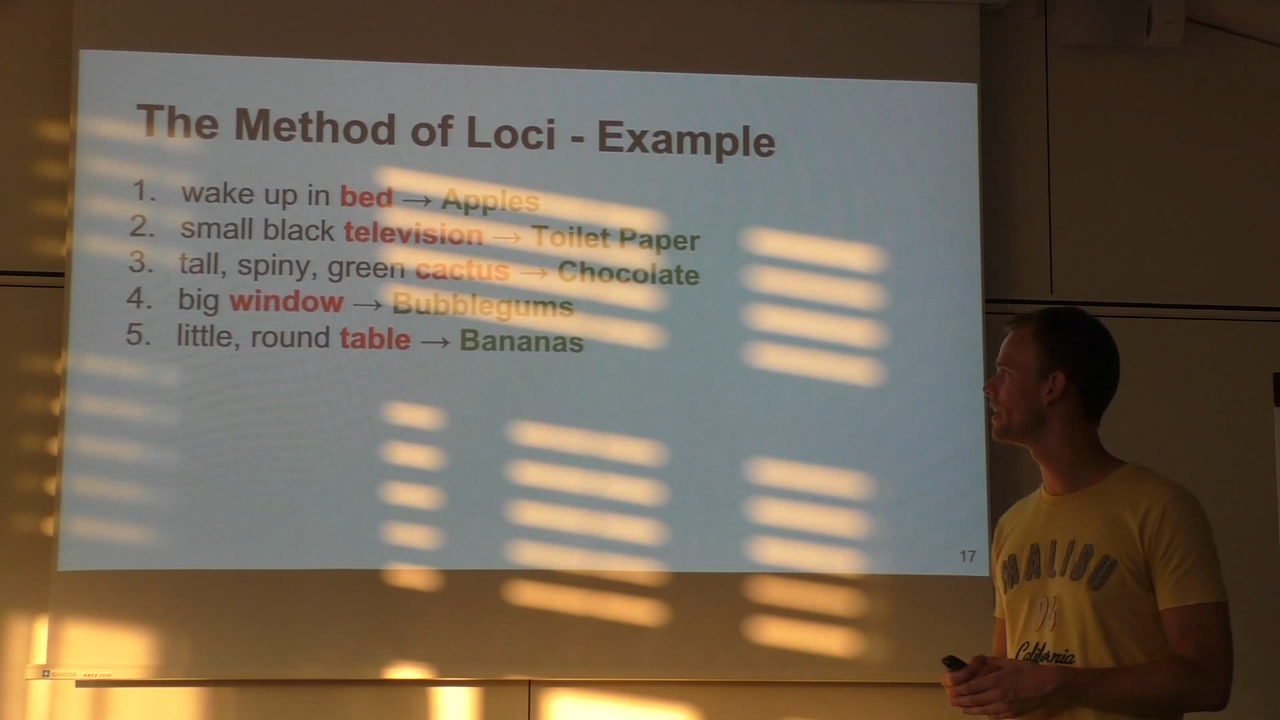 The Method of Loci - Example
1. wake up in bed → Apples
2. small black television → Toilet Paper
3. tall, spiny, green cactus → Chocolate
4. big window → Bubblegums
5. little, round table → Bananas
17
MALIBU
94
California